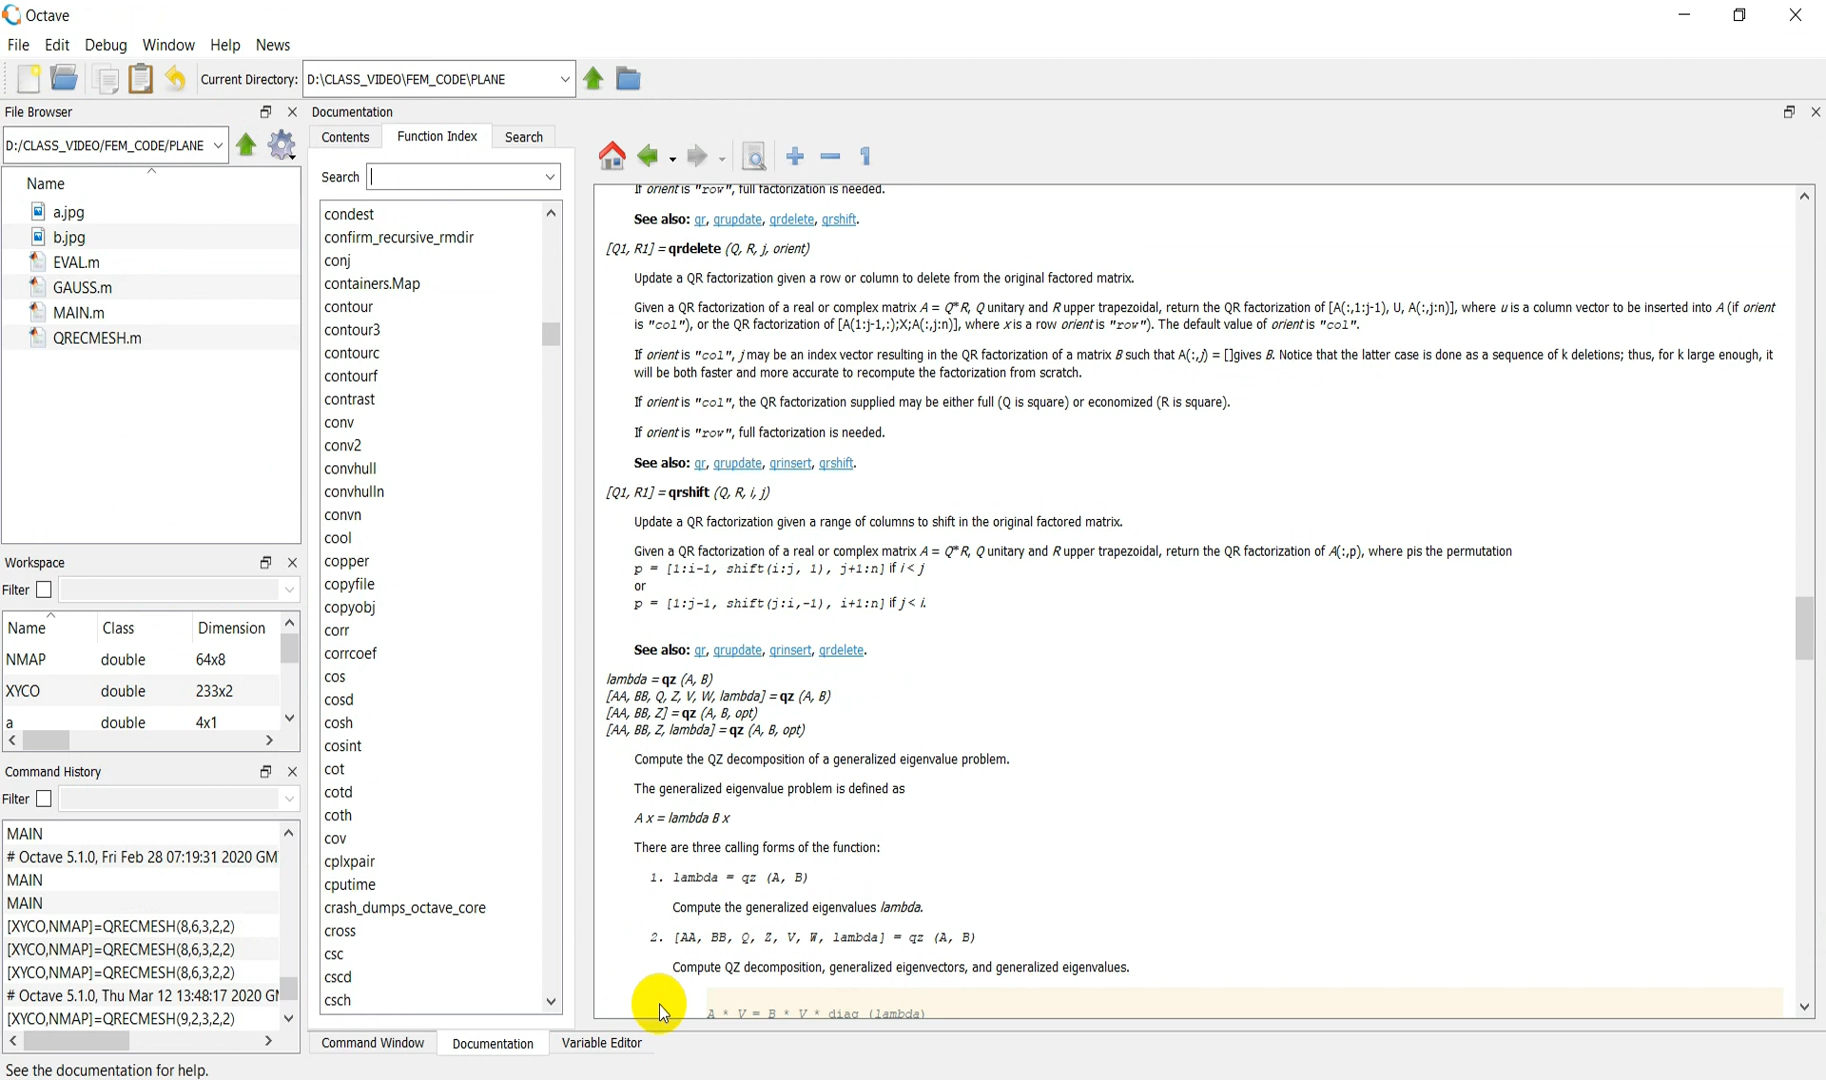 Octave
File Edit Debug Window Help News
Current Directory: D:\CLASS_VIDEO\FEM_CODE\PLANE
File Browser
D:/CLASS_VIDEO/FEM_CODE/PLANE
Name
a.jpg
b.jpg
EVAL.m
GAUSS.m
MAIN.m
QRECMESH.m
Workspace
Filter
Name Class Dimension
NMAP double 64x8
XYCO double 233x2
a double 4x1
Command History
Filter
MAIN
# Octave 5.1.0, Fri Feb 28 07:19:31 2020 GM
MAIN
MAIN
[XYCO,NMAP]=QRECMESH(8,6,3,2,2)
[XYCO,NMAP]=QRECMESH(8,6,3,2,2)
[XYCO,NMAP]=QRECMESH(8,6,3,2,2)
# Octave 5.1.0, Thu Mar 12 13:48:17 2020 G
[XYCO,NMAP]=QRECMESH(9,2,3,2,2)
Documentation
Contents Function Index Search
Search
condest
confirm_recursive_rmdir
conj
containers.Map
contour
contour3
contourc
contourf
contrast
conv
conv2
convhull
convhulln
convn
cool
copper
copyfile
copyobj
corr
corrcoef
cos
cosd
cosh
cosint
cot
cotd
coth
cov
cplxpair
cputime
crash_dumps_octave_core
cross
csc
cscd
csch
If orient is "row", full factorization is needed.
See also: qr, qrupdate, qrdelete, qrshift.
[Q1, R1] = qrdelete (Q, R, j, orient)
Update a QR factorization given a row or column to delete from the original factored matrix.
Given a QR factorization of a real or complex matrix A = Q*R, Q unitary and R upper trapezoidal, return the QR factorization of [A(:,1:j-1), U, A(:,j:n)], where u is a column vector to be inserted into A (if orient
is "col"), or the QR factorization of [A(1:j-1,:);X;A(:,j:n)], where x is a row orient is "row"). The default value of orient is "col".
If orient is "col", j may be an index vector resulting in the QR factorization of a matrix B such that A(:,j) = []gives B. Notice that the latter case is done as a sequence of k deletions; thus, for k large enough, it
will be both faster and more accurate to recompute the factorization from scratch.
If orient is "col", the QR factorization supplied may be either full (Q is square) or economized (R is square).
If orient is "row", full factorization is needed.
See also: qr, qrupdate, qrinsert, qrshift.
[Q1, R1] = qrshift (Q, R, i, j)
Update a QR factorization given a range of columns to shift in the original factored matrix.
Given a QR factorization of a real or complex matrix A = Q*R, Q unitary and R upper trapezoidal, return the QR factorization of A(:,p), where pis the permutation
p = [1:i-1, shift(i:j, 1), j+1:n] if i < j
or
p = [1:j-1, shift(j:i,-1), i+1:n] if j < i.
See also: qr, qrupdate, qrinsert, qrdelete.
lambda = qz (A, B)
[AA, BB, Q, Z, V, W, lambda] = qz (A, B)
[AA, BB, Z] = qz (A, B, opt)
[AA, BB, Z, lambda] = qz (A, B, opt)
Compute the QZ decomposition of a generalized eigenvalue problem.
The generalized eigenvalue problem is defined as
A x = lambda B x
There are three calling forms of the function:
1. lambda = qz (A, B)
Compute the generalized eigenvalues lambda.
2. [AA, BB, Q, Z, V, W, lambda] = qz (A, B)
Compute QZ decomposition, generalized eigenvectors, and generalized eigenvalues.
A * V = B * V * diag (lambda)
Command Window Documentation Variable Editor
See the documentation for help.